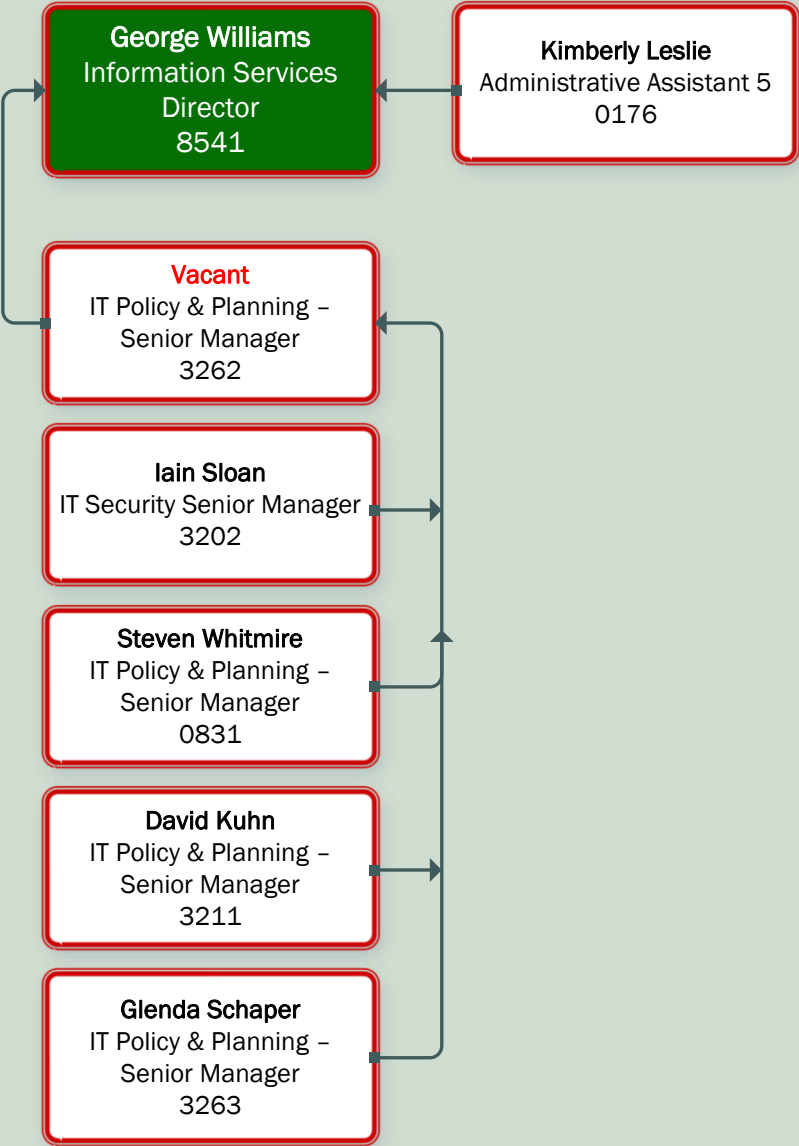 George Williams
Information Services
Director
8541
Kimberly Leslie
Administrative Assistant 5
0176
Vacant
IT Policy & Planning –
Senior Manager
3262
Iain Sloan
IT Security Senior Manager
3202
Steven Whitmire
IT Policy & Planning –
Senior Manager
0831
David Kuhn
IT Policy & Planning –
Senior Manager
3211
Glenda Schaper
IT Policy & Planning –
Senior Manager
3263